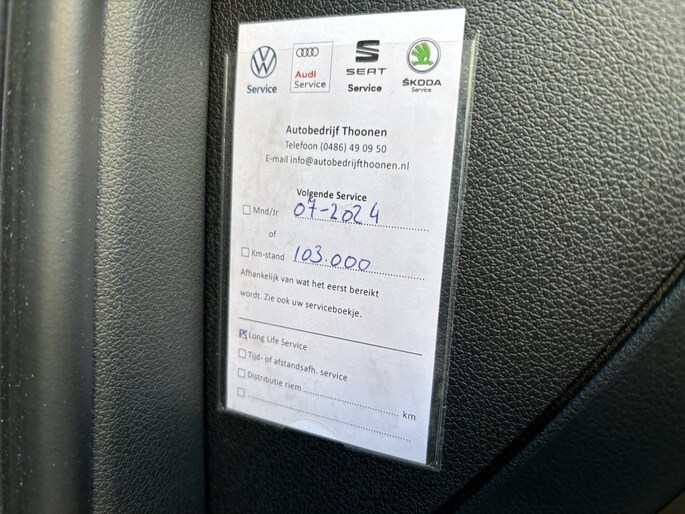 Service
Audi
Service
SEAT
Service
ŠKODA
Service
Autobedrijf Thoonen
Telefoon (0486) 49 09 50
E-mail info@autobedrijfthoonen.nl
Volgende Service
Mnd/Jr 07-2024
of
Km-stand 103.000
Afhankelijk van wat het eerst bereikt
wordt. Zie ook uw serviceboekje.
Long Life Service
Tijd- of afstandsafh. service
Distributie riem km